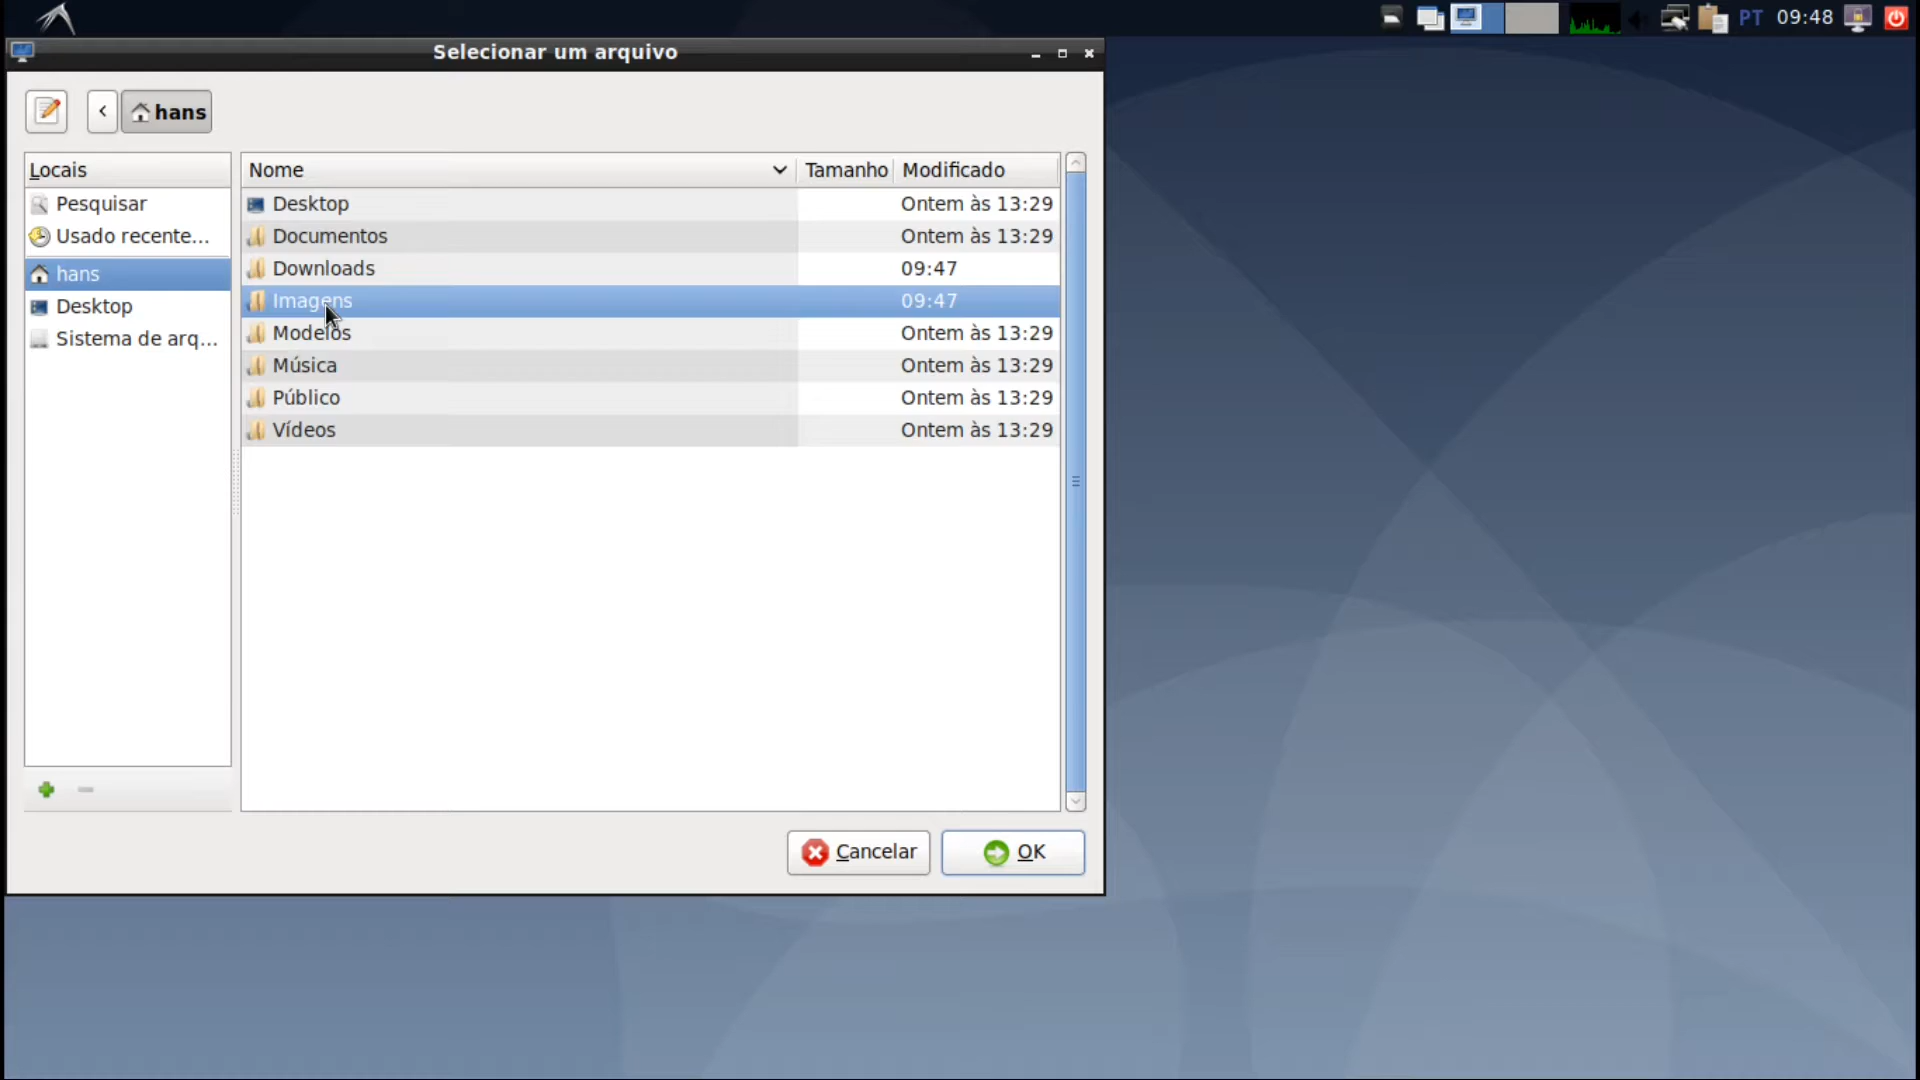 PT 09:48
Selecionar um arquivo
hans
Locais
Nome Tamanho Modificado
Pesquisar
Usado recente...
hans
Desktop
Sistema de arq...
Desktop Ontem às 13:29
Documentos Ontem às 13:29
Downloads 09:47
Imagens 09:47
Modelos Ontem às 13:29
Música Ontem às 13:29
Público Ontem às 13:29
Vídeos Ontem às 13:29
Cancelar OK